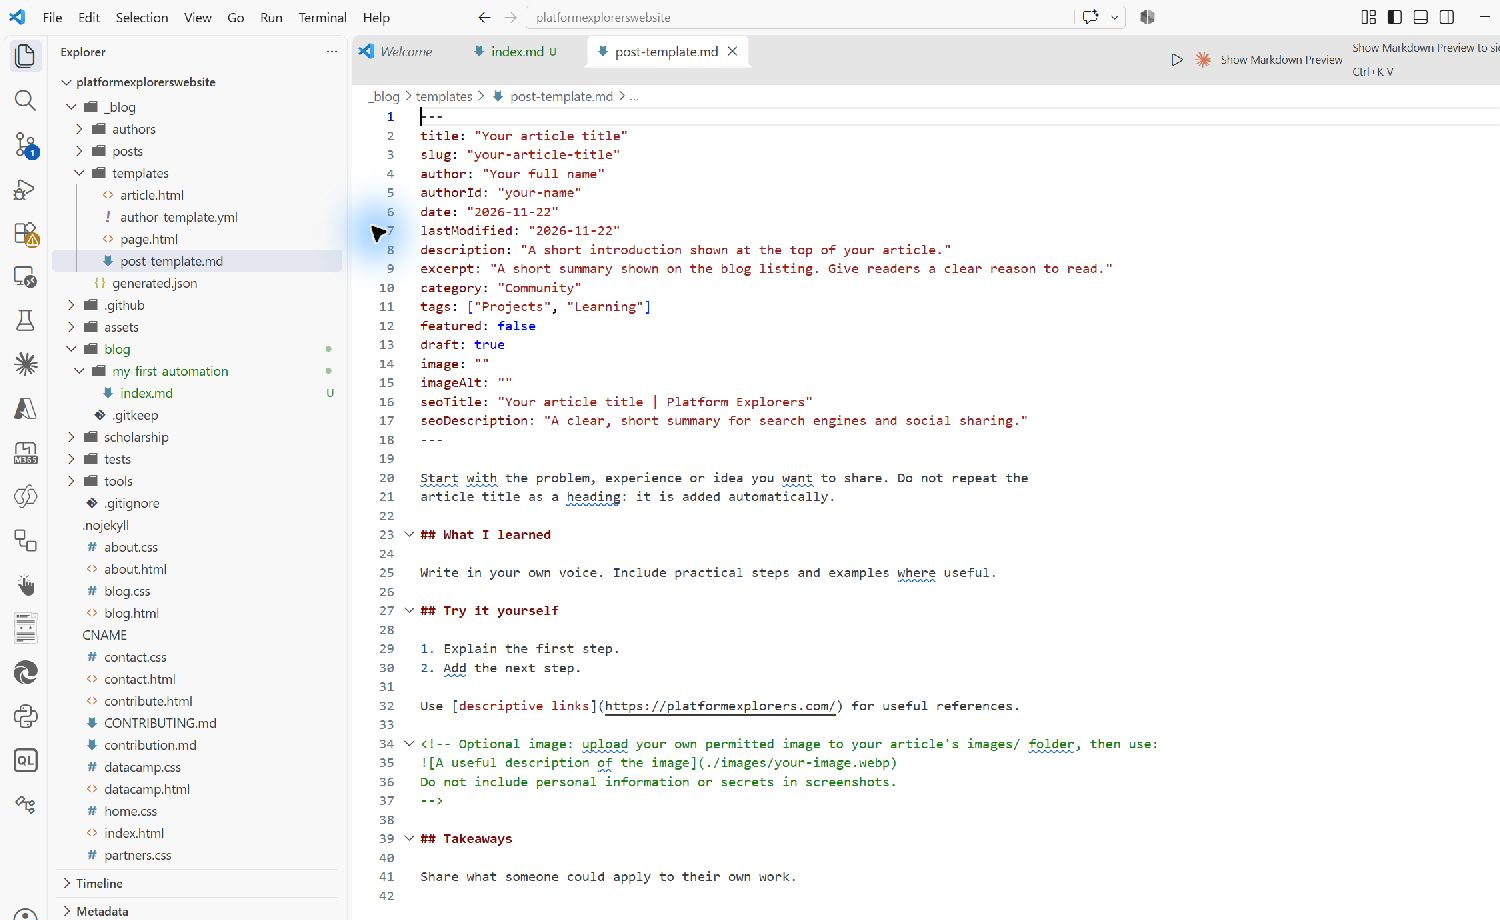 File Edit Selection View Go Run Terminal Help
platformexplorerswebsite
Explorer
Welcome
index.md U
post-template.md
Show Markdown Preview
Show Markdown Preview to si
Ctrl+K V
_blog > templates > post-template.md > ...
platformexplorerswebsite
_blog
authors
posts
templates
article.html
author-template.yml
page.html
post-template.md
generated.json
.github
assets
blog
my-first-automation
index.md U
.gitkeep
scholarship
tests
tools
.gitignore
.nojekyll
about.css
about.html
blog.css
blog.html
CNAME
contact.css
contact.html
contribute.html
CONTRIBUTING.md
contribution.md
datacamp.css
datacamp.html
home.css
index.html
partners.css
Timeline
Metadata
1
M365
QL
1 ---
2 title: "Your article title"
3 slug: "your-article-title"
4 author: "Your full name"
5 authorId: "your-name"
6 date: "2026-11-22"
7 lastModified: "2026-11-22"
8 description: "A short introduction shown at the top of your article."
9 excerpt: "A short summary shown on the blog listing. Give readers a clear reason to read."
10 category: "Community"
11 tags: ["Projects", "Learning"]
12 featured: false
13 draft: true
14 image: ""
15 imageAlt: ""
16 seoTitle: "Your article title | Platform Explorers"
17 seoDescription: "A clear, short summary for search engines and social sharing."
18 ---
19
20 Start with the problem, experience or idea you want to share. Do not repeat the
21 article title as a heading: it is added automatically.
22
23 ## What I learned
24
25 Write in your own voice. Include practical steps and examples where useful.
26
27 ## Try it yourself
28
29 1. Explain the first step.
30 2. Add the next step.
31
32 Use [descriptive links](https://platformexplorers.com/) for useful references.
33
34 <!-- Optional image: upload your own permitted image to your article's images/ folder, then use:
35 ![A useful description of the image](./images/your-image.webp)
36 Do not include personal information or secrets in screenshots.
37 -->
38
39 ## Takeaways
40
41 Share what someone could apply to their own work.
42